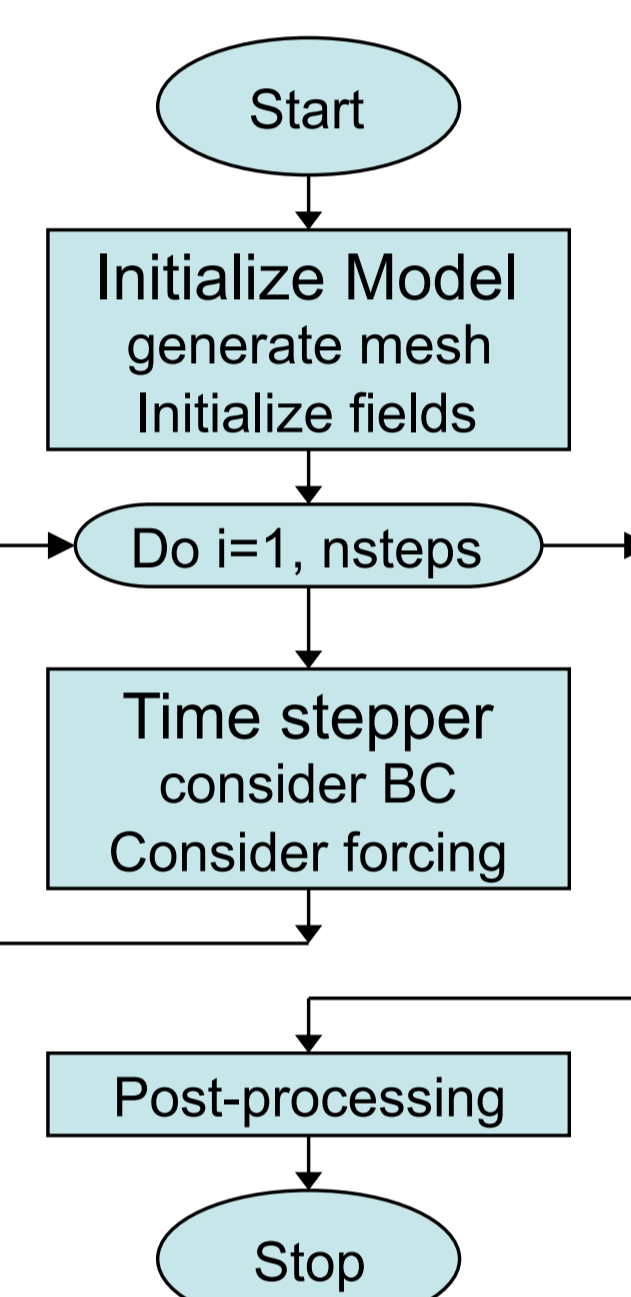 Start
Initialize Model
generate mesh
Initialize fields
Do i=1, nsteps
Time stepper
consider BC
Consider forcing
Post-processing
Stop